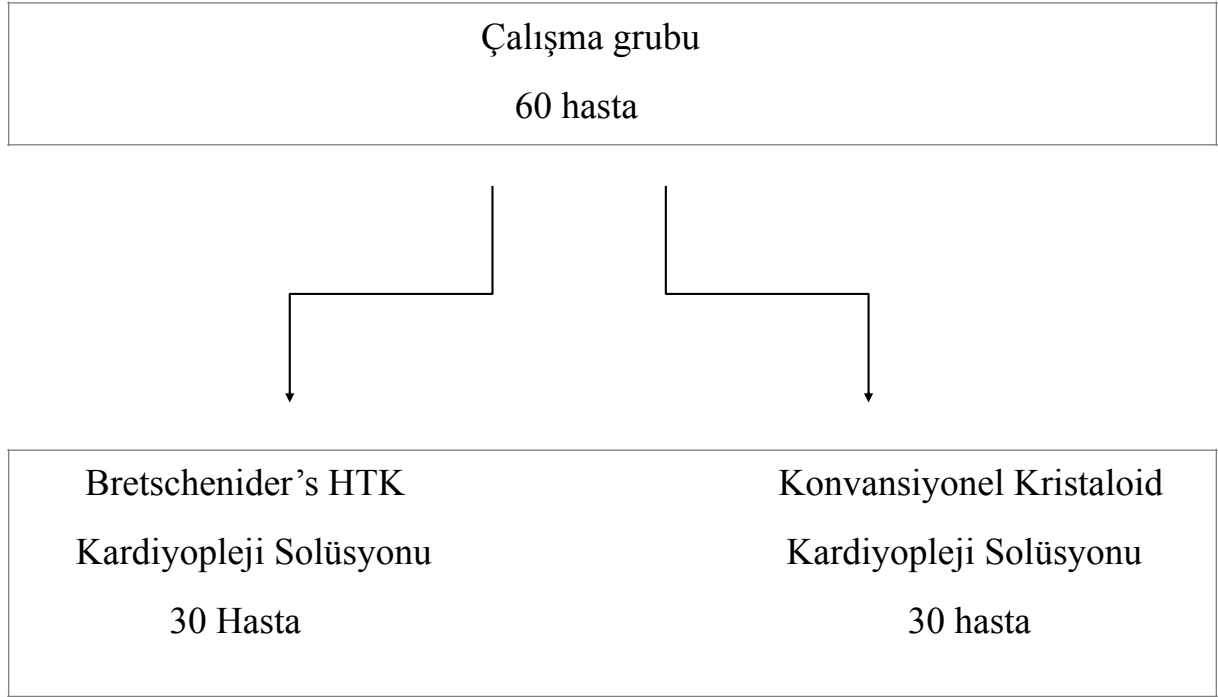 Çalışma grubu
60 hasta
Bretschenider’s HTK
Kardiyopleji Solüsyonu
30 Hasta
Konvansiyonel Kristaloid
Kardiyopleji Solüsyonu
30 hasta